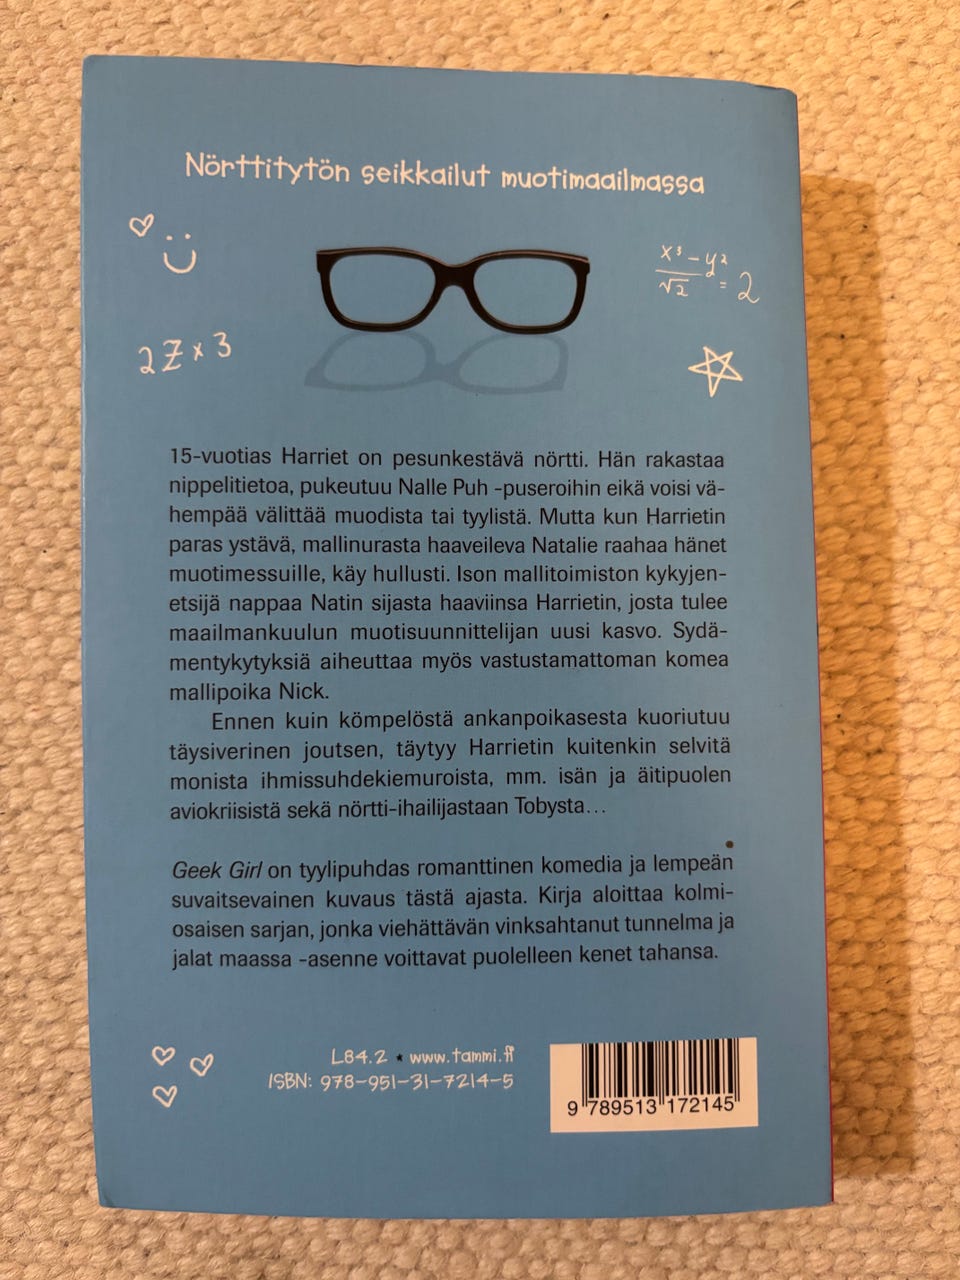 Nörttitytön seikkailut muotimaailmassa
x³ - y² = 2
√2
2Z x 3
15-vuotias Harriet on pesunkestävä nörtti. Hän rakastaa
nippelitietoa, pukeutuu Nalle Puh -puseroihin eikä voisi vä-
hempää välittää muodista tai tyylistä. Mutta kun Harrietin
paras ystävä, mallinurasta haaveileva Natalie raahaa hänet
muotimessuille, käy hullusti. Ison mallitoimiston kykyjen-
etsijä nappaa Natin sijasta haaviinsa Harrietin, josta tulee
maailmankuulun muotisuunnittelijan uusi kasvo. Sydä-
mentykytyksiä aiheuttaa myös vastustamattoman komea
mallipoika Nick.
Ennen kuin kömpelöstä ankanpoikasesta kuoriutuu
täysiverinen joutsen, täytyy Harrietin kuitenkin selvitä
monista ihmissuhdekiemuroista, mm. isän ja äitipuolen
aviokriisistä sekä nörtti-ihailijastaan Tobysta...
Geek Girl on tyylipuhdas romanttinen komedia ja lempeän
suvaitsevainen kuvaus tästä ajasta. Kirja aloittaa kolmi-
osaisen sarjan, jonka viehättävän vinksahtanut tunnelma ja
jalat maassa -asenne voittavat puolelleen kenet tahansa.
L84.2 ★ www.tammi.fi
ISBN: 978-951-31-7214-5
9 789513 172145